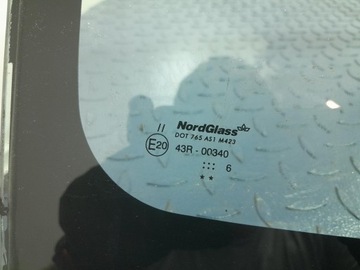 NordGlass
DOT 765 AS1 M423
II
E20
43R - 00340
6